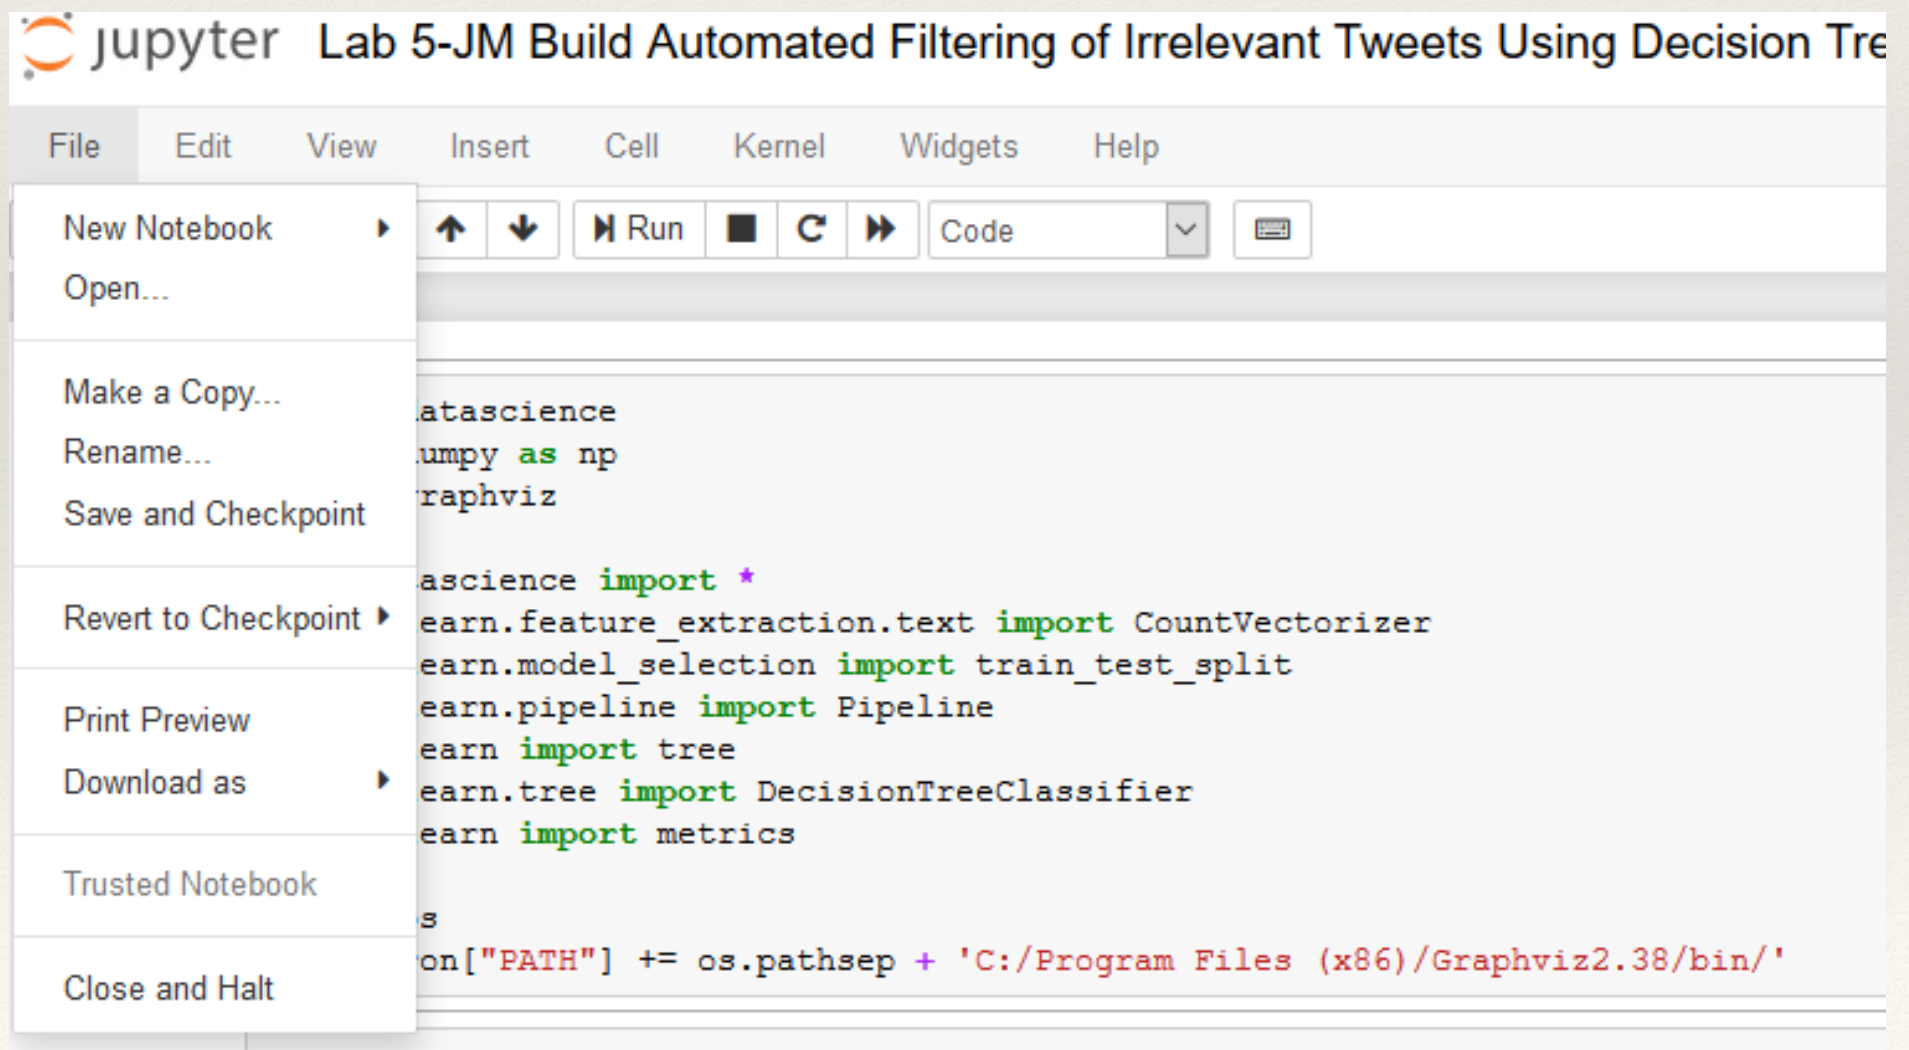 jupyter Lab 5-JM Build Automated Filtering of Irrelevant Tweets Using Decision Tre
File Edit View Insert Cell Kernel Widgets Help
New Notebook
Run
Code
Open...
Make a Copy...
Rename...
Save and Checkpoint
Revert to Checkpoint
Print Preview
Download as
Trusted Notebook
Close and Halt
atascience
umpy as np
raphviz
ascience import *
earn.feature_extraction.text import CountVectorizer
earn.model_selection import train_test_split
earn.pipeline import Pipeline
earn import tree
earn.tree import DecisionTreeClassifier
earn import metrics
s
on["PATH"] += os.pathsep + 'C:/Program Files (x86)/Graphviz2.38/bin/'